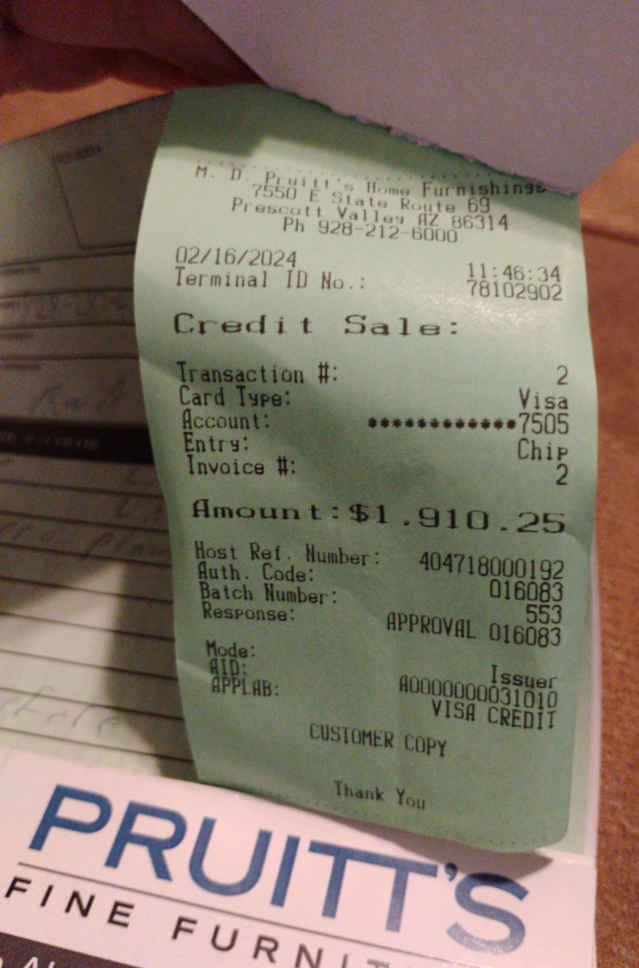 M. D. Pruitt's Home Furnishings
7550 E State Route 69
Prescott Valley AZ 86314
Ph 928-212-6000
02/16/2024 11:46:34
Terminal ID No.: 78102902
Credit Sale:
Transaction #: 2
Card Type: Visa
Account: ************7505
Entry: Chip
Invoice #: 2
Amount:$1,910.25
Host Ref. Number: 404718000192
Auth. Code: 016083
Batch Number: 553
Response: APPROVAL 016083
Mode: Issuer
AID: A0000000031010
APPLAB: VISA CREDIT
CUSTOMER COPY
Thank You
PRUITT'S
FINE FURNI